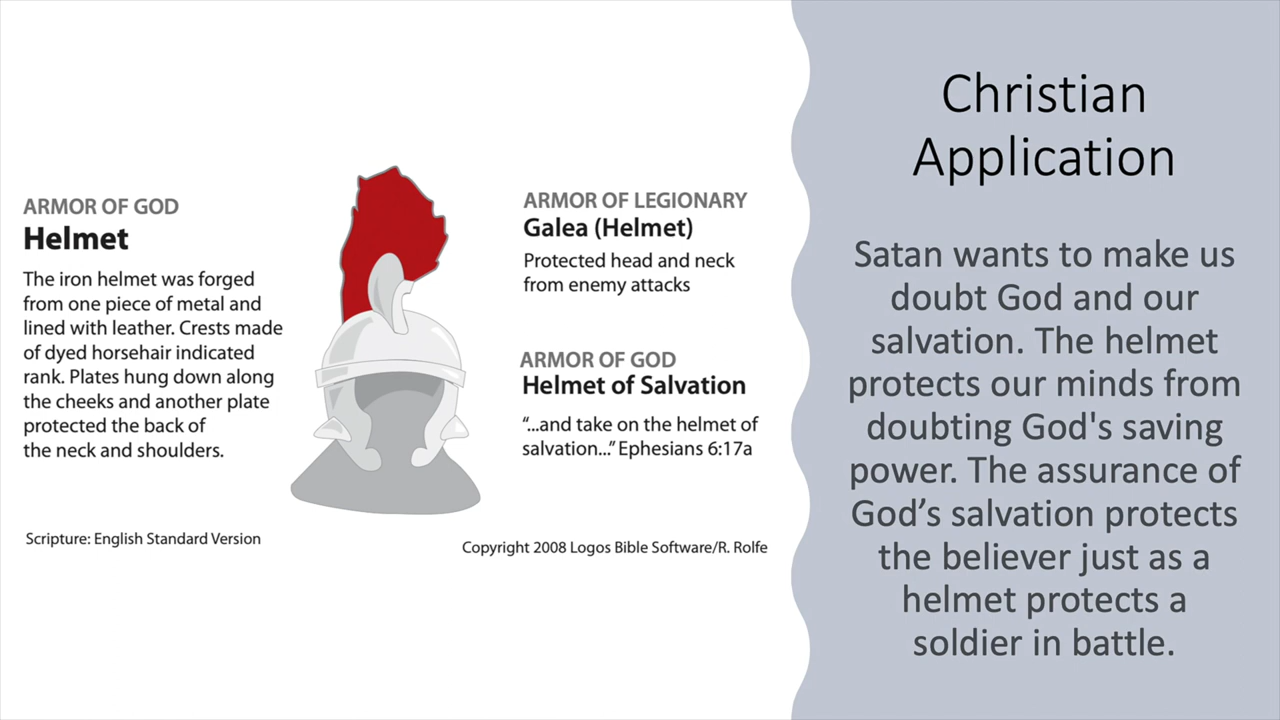 ARMOR OF GOD
Helmet
The iron helmet was forged
from one piece of metal and
lined with leather. Crests made
of dyed horsehair indicated
rank. Plates hung down along
the cheeks and another plate
protected the back of
the neck and shoulders.
Scripture: English Standard Version
ARMOR OF LEGIONARY
Galea (Helmet)
Protected head and neck
from enemy attacks
ARMOR OF GOD
Helmet of Salvation
“...and take on the helmet of
salvation...” Ephesians 6:17a
Copyright 2008 Logos Bible Software/R. Rolfe
Christian
Application
Satan wants to make us
doubt God and our
salvation. The helmet
protects our minds from
doubting God's saving
power. The assurance of
God’s salvation protects
the believer just as a
helmet protects a
soldier in battle.